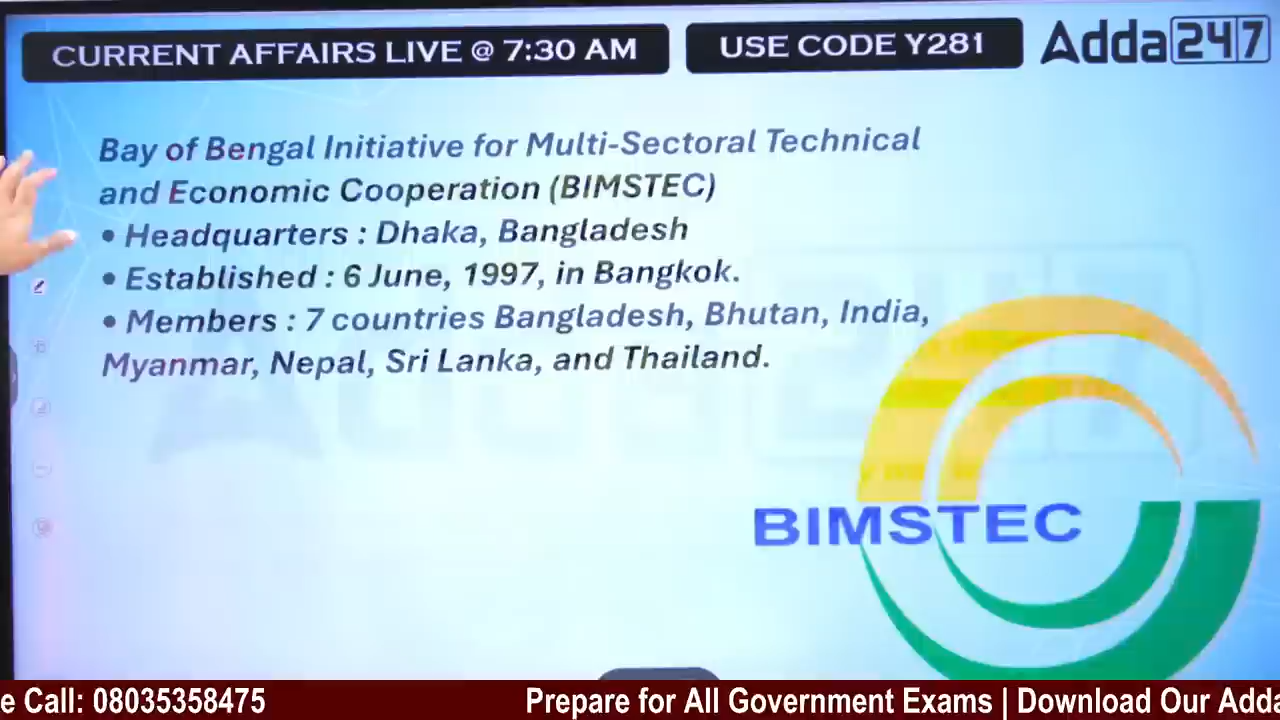 CURRENT AFFAIRS LIVE @ 7:30 AM
USE CODE Y281
Adda247
Bay of Bengal Initiative for Multi-Sectoral Technical
and Economic Cooperation (BIMSTEC)
• Headquarters : Dhaka, Bangladesh
• Established : 6 June, 1997, in Bangkok.
• Members : 7 countries Bangladesh, Bhutan, India,
Myanmar, Nepal, Sri Lanka, and Thailand.
BIMSTEC
e Call: 08035358475
Prepare for All Government Exams | Download Our Adda